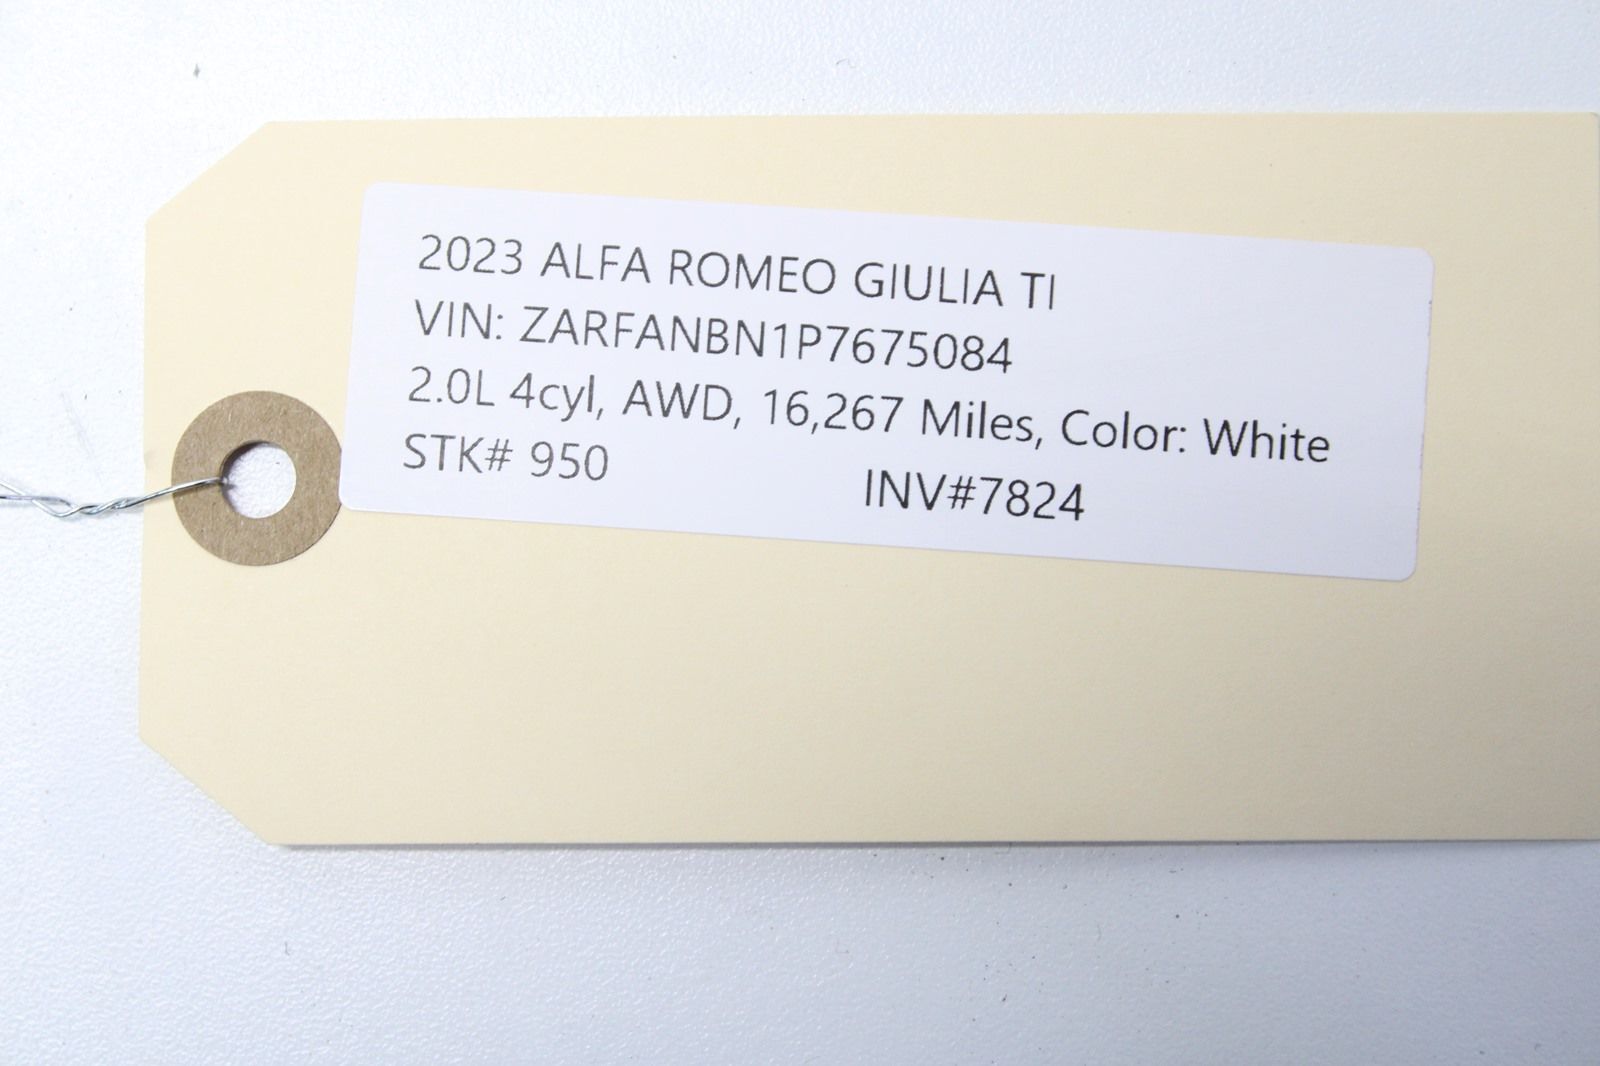 2023 ALFA ROMEO GIULIA TI
VIN: ZARFANBN1P7675084
2.0L 4cyl, AWD, 16,267 Miles, Color: White
STK# 950 INV#7824